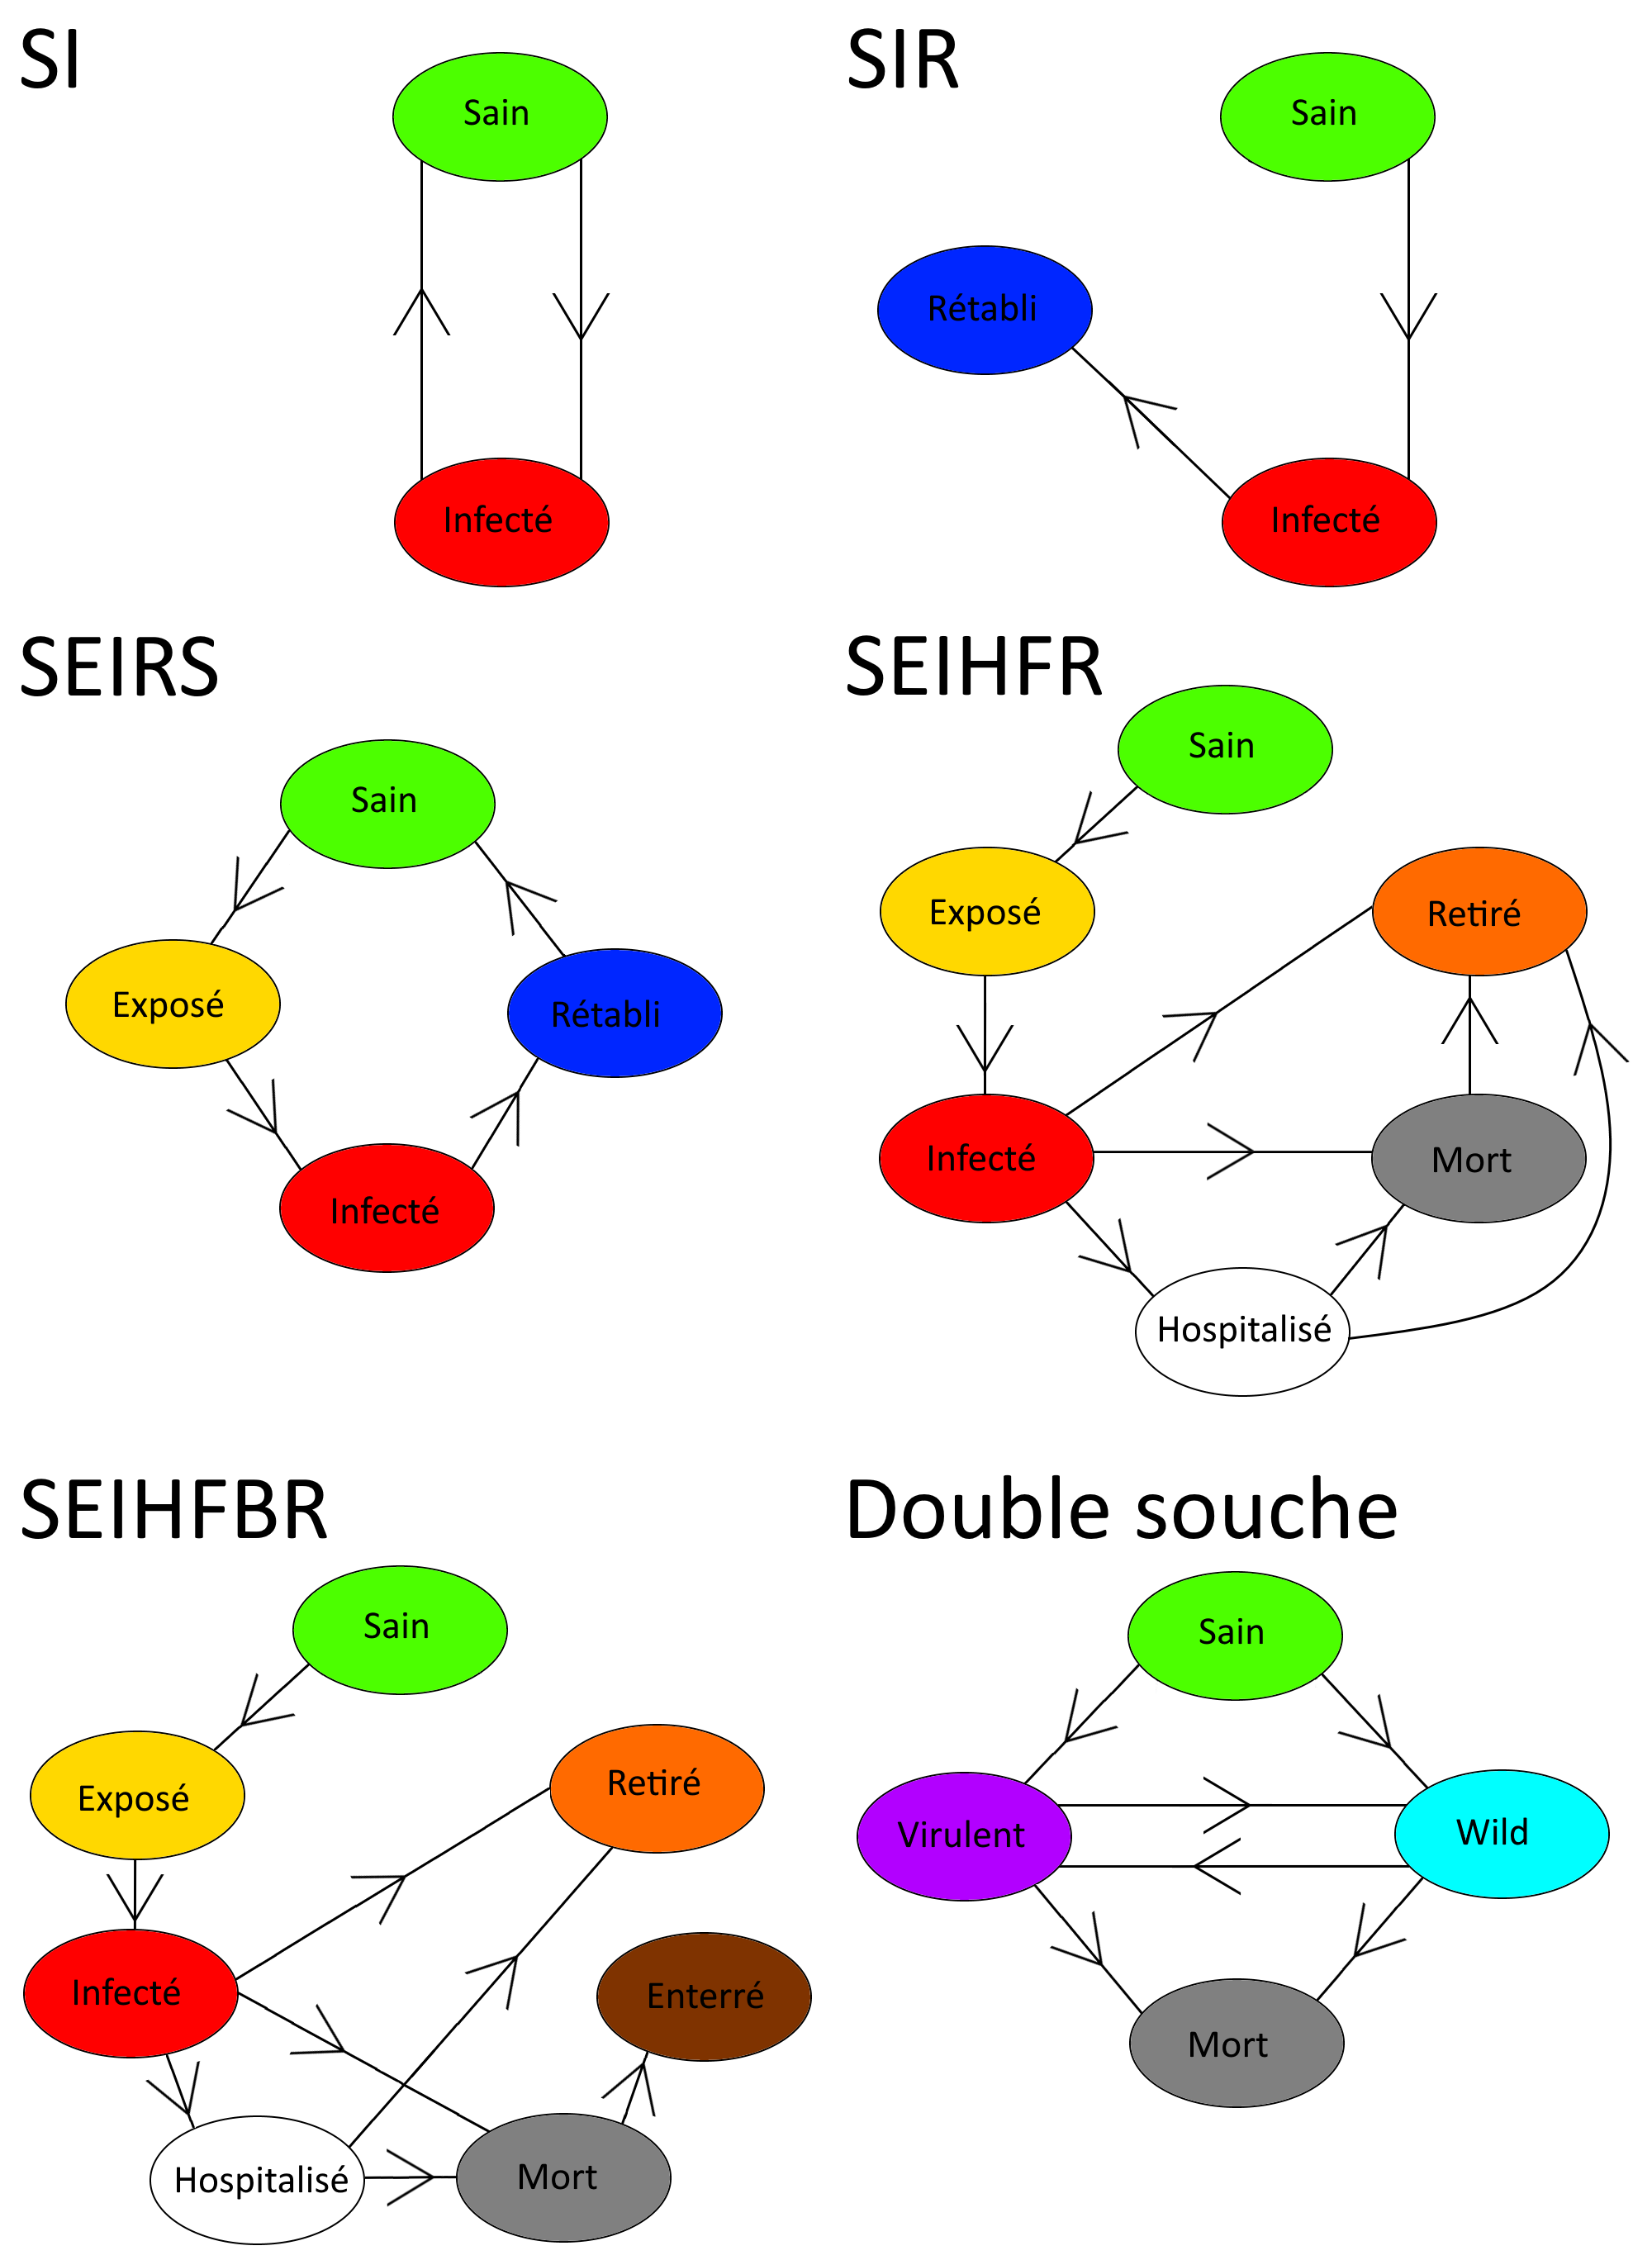 SI
Sain
Infecté
SIR
Sain
Rétabli
Infecté
SEIRS
Sain
Exposé
Rétabli
Infecté
SEIHFR
Sain
Exposé
Retiré
Infecté
Mort
Hospitalisé
SEIHFBR
Sain
Retiré
Exposé
Infecté
Enterré
Hospitalisé
Mort
Double souche
Sain
Virulent
Wild
Mort